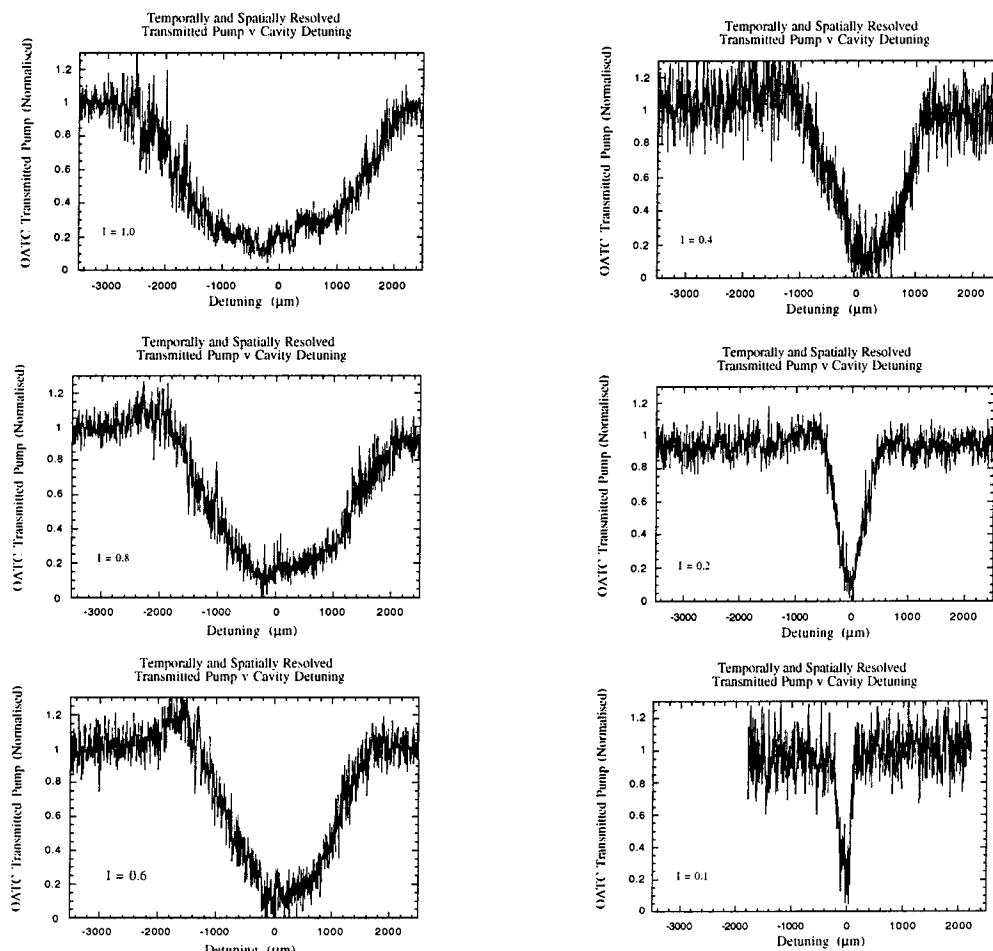 Temporally and Spatially Resolved
Transmitted Pump v Cavity Detuning
OATC Transmitted Pump (Normalised)
1.2
1
0.8
0.6
0.4
0.2
0
I = 1.0
-3000 -2000 -1000 0 1000 2000
Detuning (μm)
Temporally and Spatially Resolved
Transmitted Pump v Cavity Detuning
OATC Transmitted Pump (Normalised)
1.2
1
0.8
0.6
0.4
0.2
0
I = 0.8
-3000 -2000 -1000 0 1000 2000
Detuning (μm)
Temporally and Spatially Resolved
Transmitted Pump v Cavity Detuning
OATC Transmitted Pump (Normalised)
1.2
1
0.8
0.6
0.4
0.2
0
I = 0.6
-3000 -2000 -1000 0 1000 2000
Detuning (μm)
Temporally and Spatially Resolved
Transmitted Pump v Cavity Detuning
OATC Transmitted Pump (Normalised)
1.2
1
0.8
0.6
0.4
0.2
0
I = 0.4
-3000 -2000 -1000 0 1000 2000
Detuning (μm)
Temporally and Spatially Resolved
Transmitted Pump v Cavity Detuning
OATC Transmitted Pump (Normalised)
1.2
1
0.8
0.6
0.4
0.2
0
I = 0.2
-3000 -2000 -1000 0 1000 2000
Detuning (μm)
Temporally and Spatially Resolved
Transmitted Pump v Cavity Detuning
OATC Transmitted Pump (Normalised)
1.2
1
0.8
0.6
0.4
0.2
0
I = 0.1
-3000 -2000 -1000 0 1000 2000
Detuning (μm)